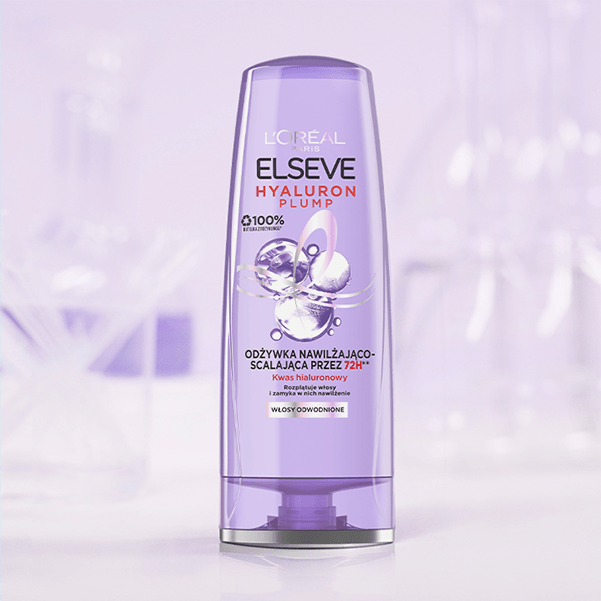 L'ORÉAL
PARIS
ELSEVE
HYALURON
PLUMP
100%
ODŻYWKA NAWILŻAJĄCO-
SCALAJĄCA PRZEZ 72H**
Kwas hialuronowy
Rozplątuje włosy
i zamyka w nich nawilżenie
WŁOSY ODWODNIONE